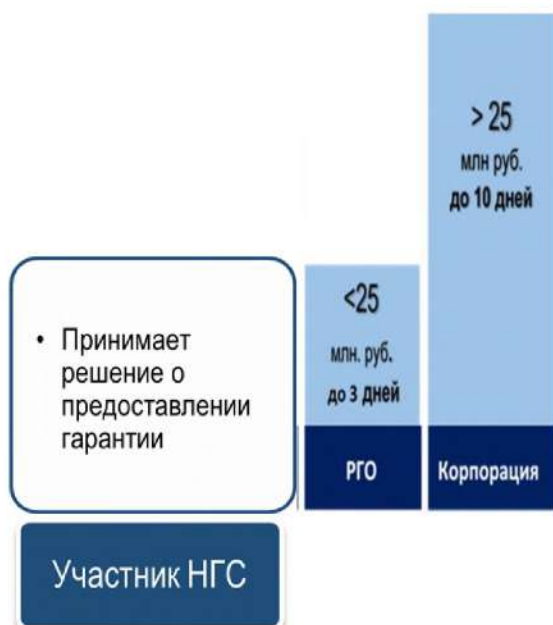 > 25
млн руб.
до 10 дней
<25
млн. руб.
до 3 дней
• Принимает
решение о
предоставлении
гарантии
РГО
Корпорация
Участник НГС